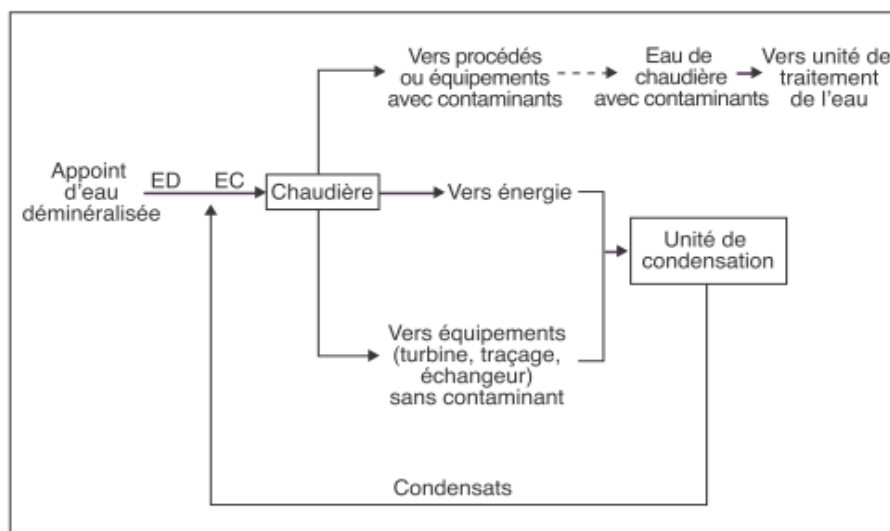 Vers procédés
ou équipements
avec contaminants
Eau de
chaudière
avec contaminants
Vers unité de
traitement
de l'eau
Appoint
d'eau
déminéralisée
ED
EC
Chaudière
Vers énergie
Unité de
condensation
Vers équipements
(turbine, traçage,
échangeur)
sans contaminant
Condensats